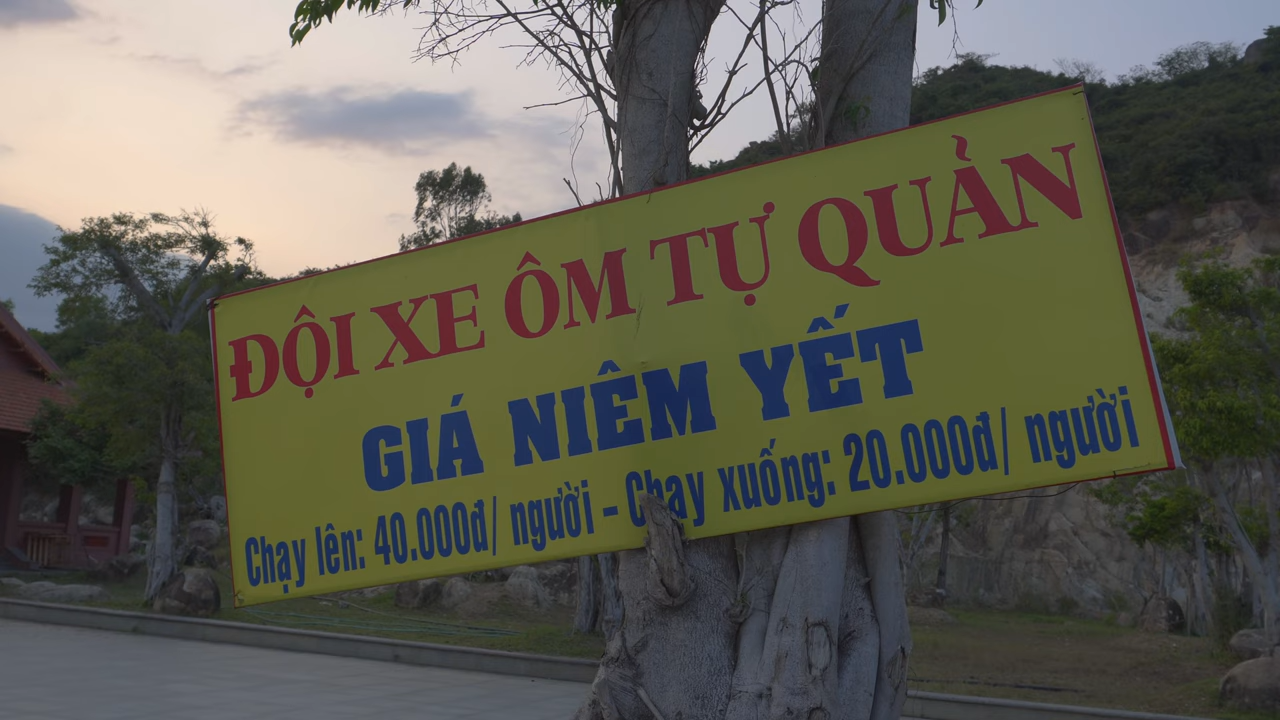 ĐỘI XE ÔM TỰ QUẢN
GIÁ NIÊM YẾT
Chạy lên: 40.000đ/ người - Chạy xuống: 20.000đ/ người